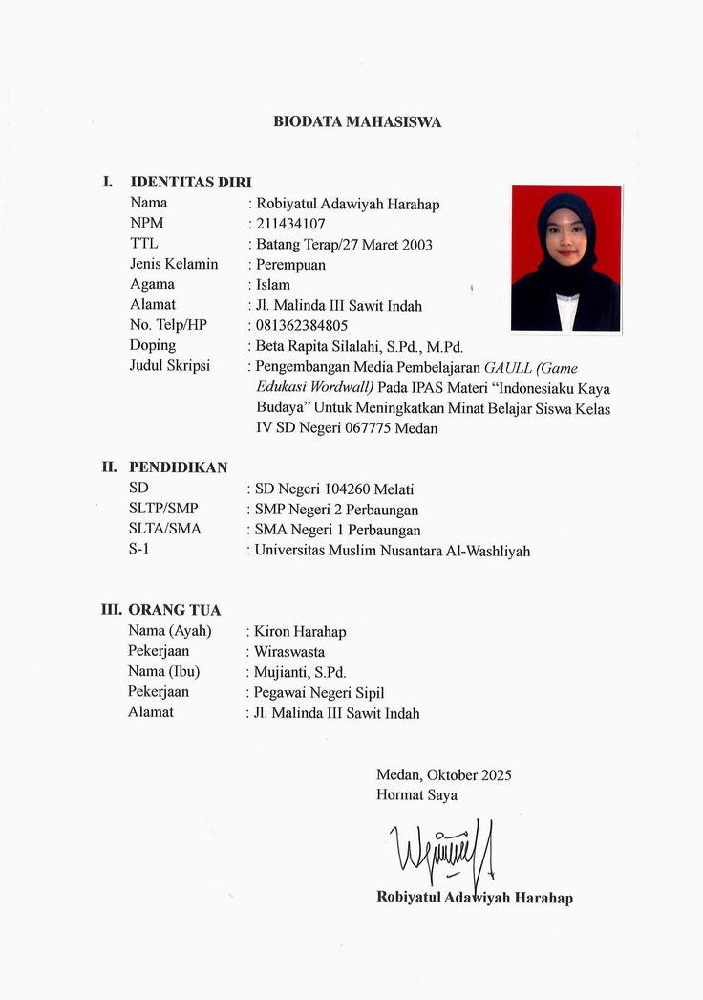 BIODATA MAHASISWA
I. IDENTITAS DIRI
Nama : Robiyatul Adawiyah Harahap
NPM : 211434107
TTL : Batang Terap/27 Maret 2003
Jenis Kelamin : Perempuan
Agama : Islam
Alamat : Jl. Malinda III Sawit Indah
No. Telp/HP : 081362384805
Doping : Beta Rapita Silalahi, S.Pd., M.Pd.
Judul Skripsi : Pengembangan Media Pembelajaran GAULL (Game
Edukasi Wordwall) Pada IPAS Materi “Indonesiaku Kaya
Budaya” Untuk Meningkatkan Minat Belajar Siswa Kelas
IV SD Negeri 067775 Medan
II. PENDIDIKAN
SD : SD Negeri 104260 Melati
SLTP/SMP : SMP Negeri 2 Perbaungan
SLTA/SMA : SMA Negeri 1 Perbaungan
S-1 : Universitas Muslim Nusantara Al-Washliyah
III. ORANG TUA
Nama (Ayah) : Kiron Harahap
Pekerjaan : Wiraswasta
Nama (Ibu) : Mujianti, S.Pd.
Pekerjaan : Pegawai Negeri Sipil
Alamat : Jl. Malinda III Sawit Indah
Medan, Oktober 2025
Hormat Saya
Robiyatul Adawiyah Harahap